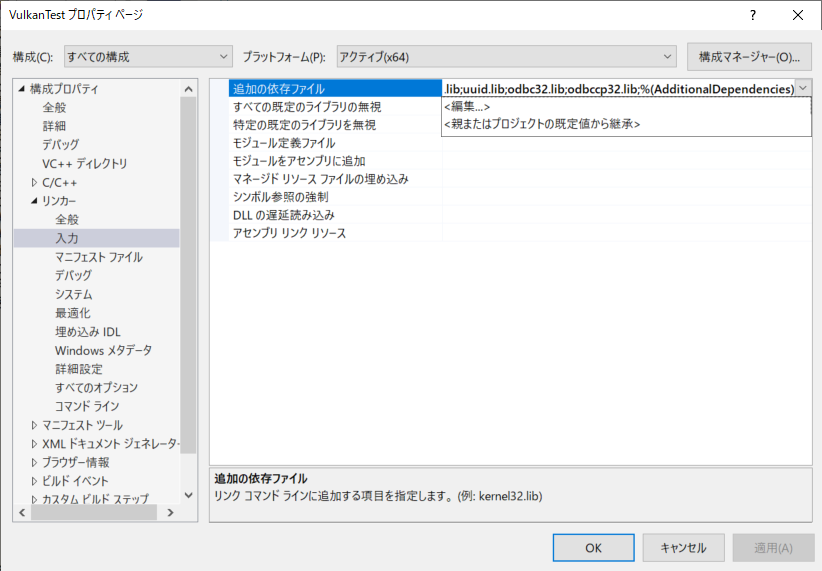 VulkanTest プロパティ ページ
? ×
構成(C): すべての構成 プラットフォーム(P): アクティブ(x64) 構成マネージャー(O)...
構成プロパティ
全般
詳細
デバッグ
VC++ ディレクトリ
C/C++
リンカー
全般
入力
マニフェスト ファイル
デバッグ
システム
最適化
埋め込み IDL
Windows メタデータ
詳細設定
すべてのオプション
コマンド ライン
マニフェスト ツール
XML ドキュメント ジェネレーター
ブラウザー情報
ビルド イベント
カスタム ビルド ステップ
追加の依存ファイル .lib;uuid.lib;odbc32.lib;odbccp32.lib;%(AdditionalDependencies)
すべての既定のライブラリの無視 <編集...>
特定の既定のライブラリを無視 <親またはプロジェクトの既定値から継承>
モジュール定義ファイル
モジュールをアセンブリに追加
マネージド リソース ファイルの埋め込み
シンボル参照の強制
DLL の遅延読み込み
アセンブリ リンク リソース
追加の依存ファイル
リンク コマンド ラインに追加する項目を指定します。(例: kernel32.lib)
OK キャンセル 適用(A)